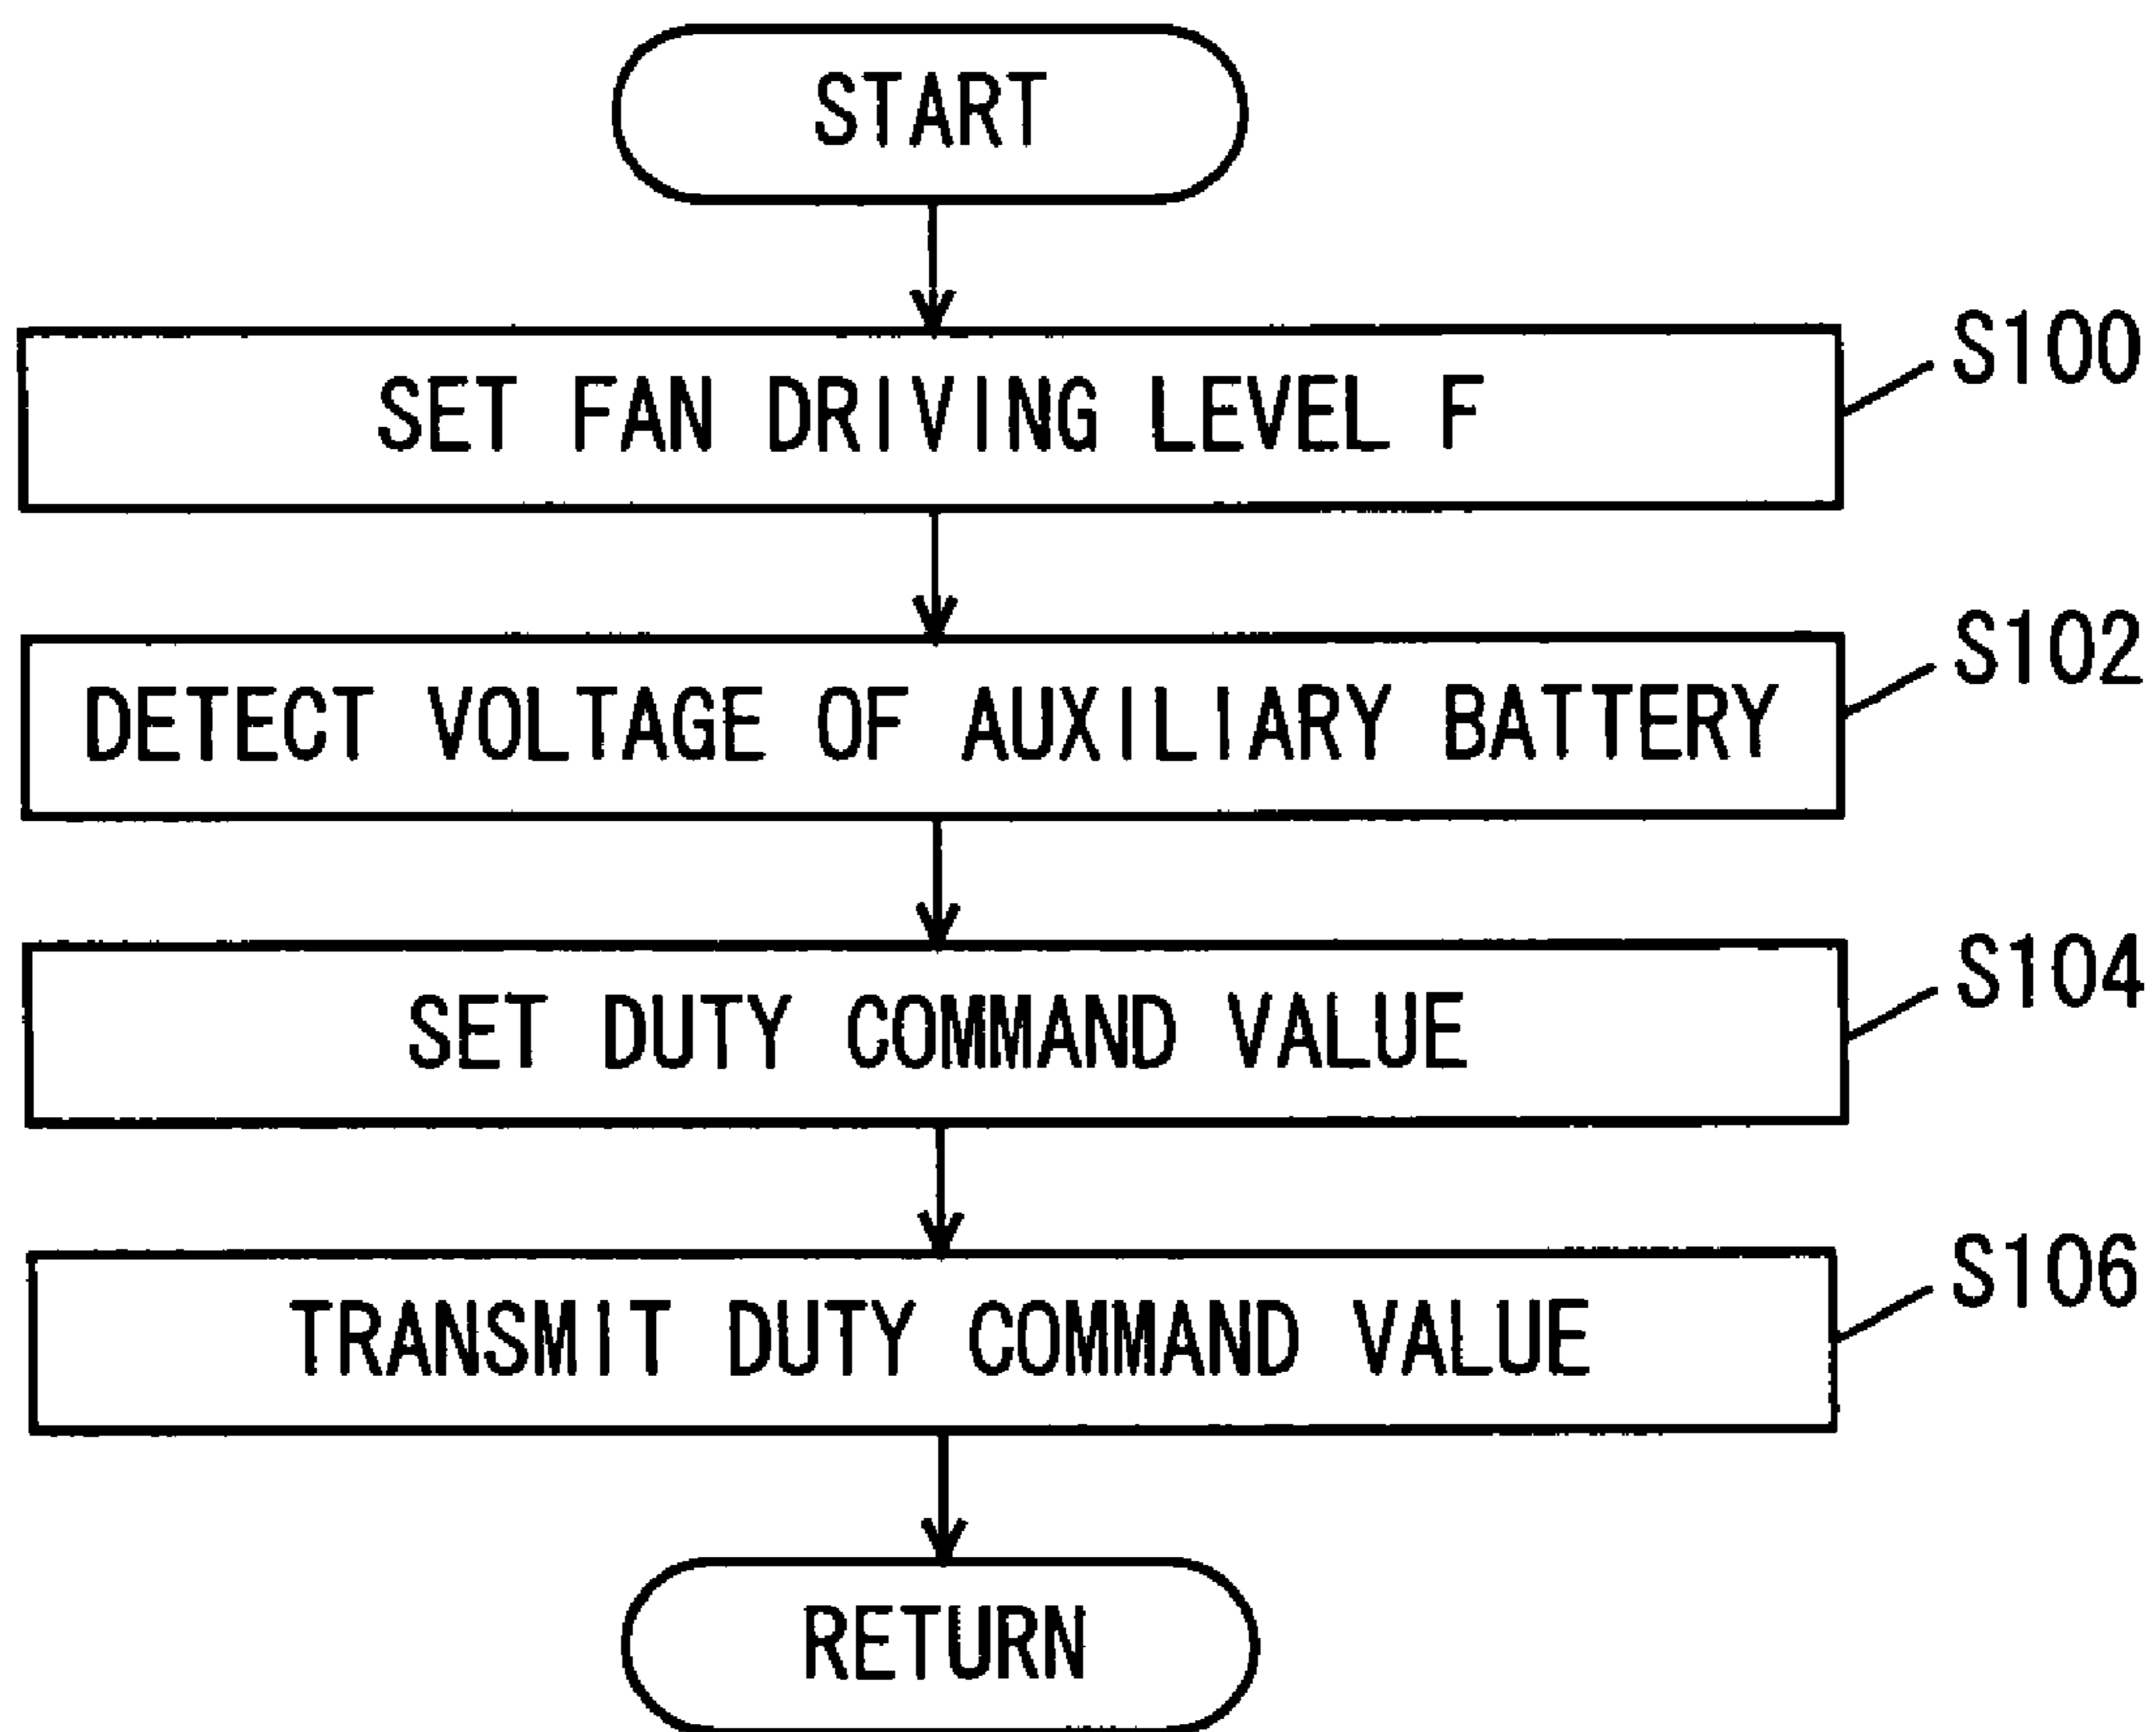 START
SET FAN DRIVING LEVEL F
S100
DETECT VOLTAGE OF AUXILIARY BATTERY
S102
SET DUTY COMMAND VALUE
S104
TRANSMIT DUTY COMMAND VALUE
S106
RETURN